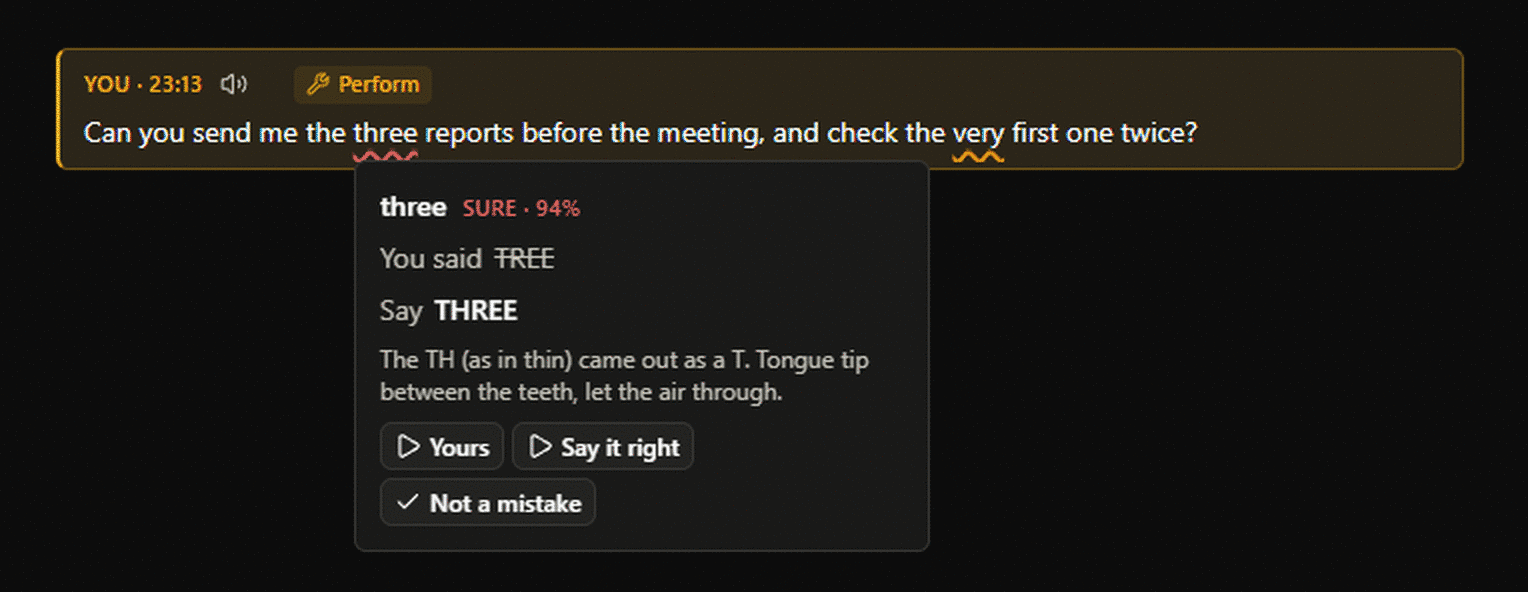 YOU · 23:13 Perform
Can you send me the three reports before the meeting, and check the very first one twice?
three SURE · 94%
You said TREE
Say THREE
The TH (as in thin) came out as a T. Tongue tip
between the teeth, let the air through.
Yours Say it right
Not a mistake